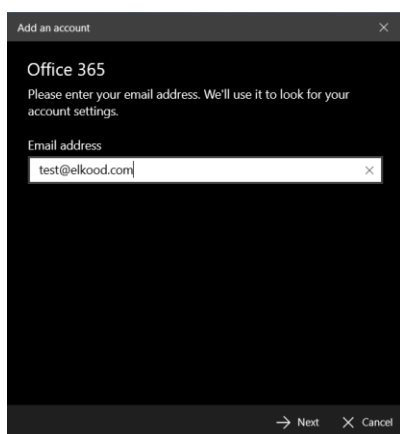 Add an account
Office 365
Please enter your email address. We'll use it to look for your
account settings.
Email address
test@elkood.com
Next
Cancel